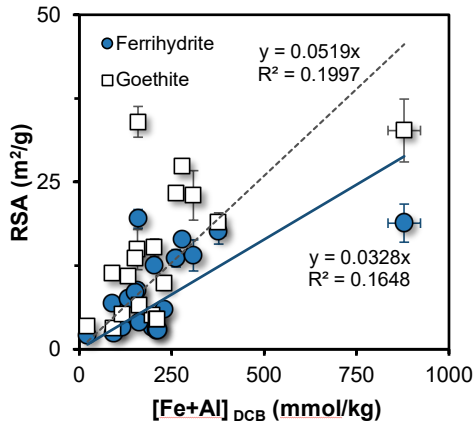 50
Ferrihydrite
Goethite
y = 0.0519x
R² = 0.1997
25
RSA (m²/g)
y = 0.0328x
R² = 0.1648
0
0 250 500 750 1000
[Fe+Al] DCB (mmol/kg)